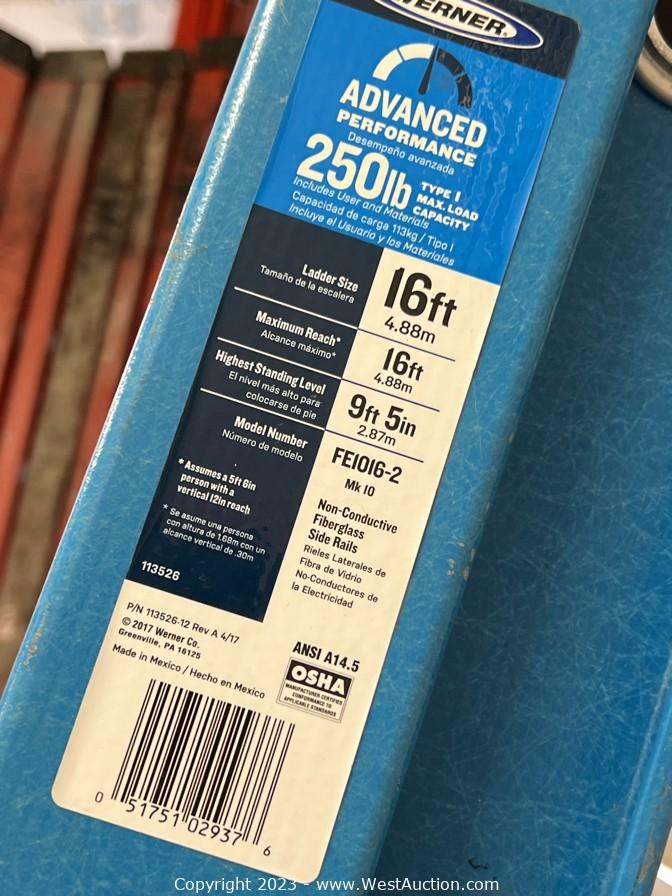 WERNER.
ADVANCED
PERFORMANCE
Desempeño avanzada
250lb TYPE I MAX. LOAD CAPACITY
Includes User and Materials
Capacidad de carga 113kg / Tipo I
Incluye el Usuario y los Materiales
Ladder Size
Tamaño de la escalera
16ft
4.88m
Maximum Reach*
Alcance máximo*
16ft
4.88m
Highest Standing Level
El nivel más alto para
colocarse de pie
9ft 5in
2.87m
Model Number
Número de modelo
FE1016-2
Mk 10
* Assumes a 5ft 6in
person with a
vertical 12in reach
* Se asume una persona
con altura de 1.68m con un
alcance vertical de .30m
113526
Non-Conductive
Fiberglass
Side Rails
Rieles Laterales de
Fibra de Vidrio
No-Conductores de
la Electricidad
P/N 113526-12 Rev A 4/17
© 2017 Werner Co.
Greenville, PA 16125
Made in Mexico / Hecho en Mexico
ANSI A14.5
OSHA
MANUFACTURER CERTIFIES
CONFORMANCE TO
APPLICABLE STANDARDS
0 51751 02937 6
Copyright 2023 - www.WestAuction.com